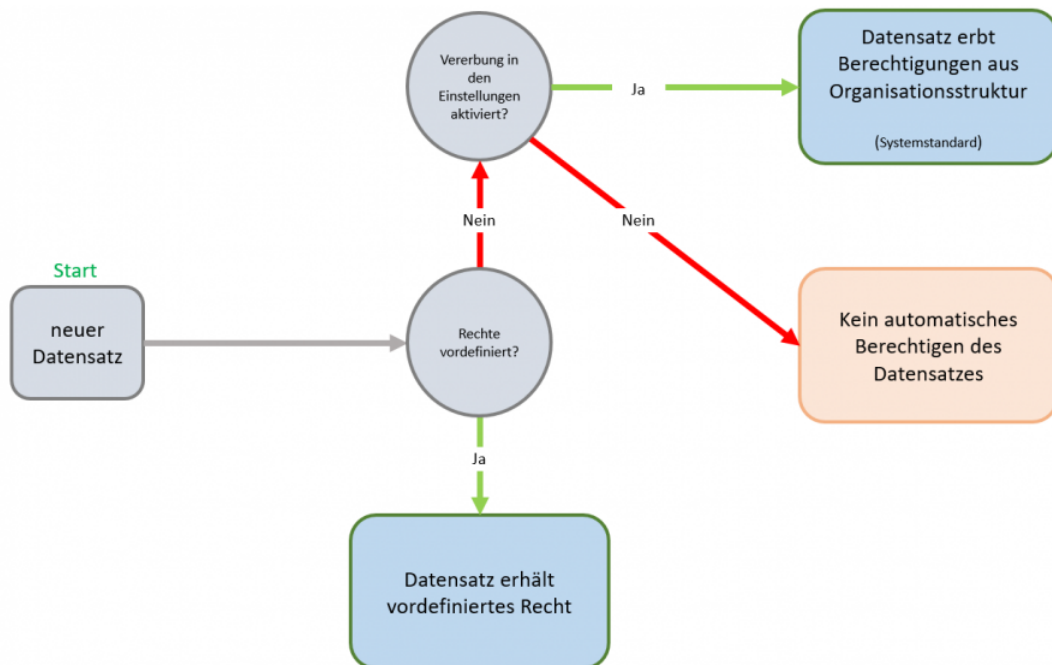 Vererbung in
den
Einstellungen
aktiviert?
Ja
Datensatz erbt
Berechtigungen aus
Organisationsstruktur
(Systemstandard)
Nein
Nein
Start
neuer
Datensatz
Rechte
vordefiniert?
Kein automatisches
Berechtigen des
Datensatzes
Ja
Datensatz erhält
vordefiniertes Recht